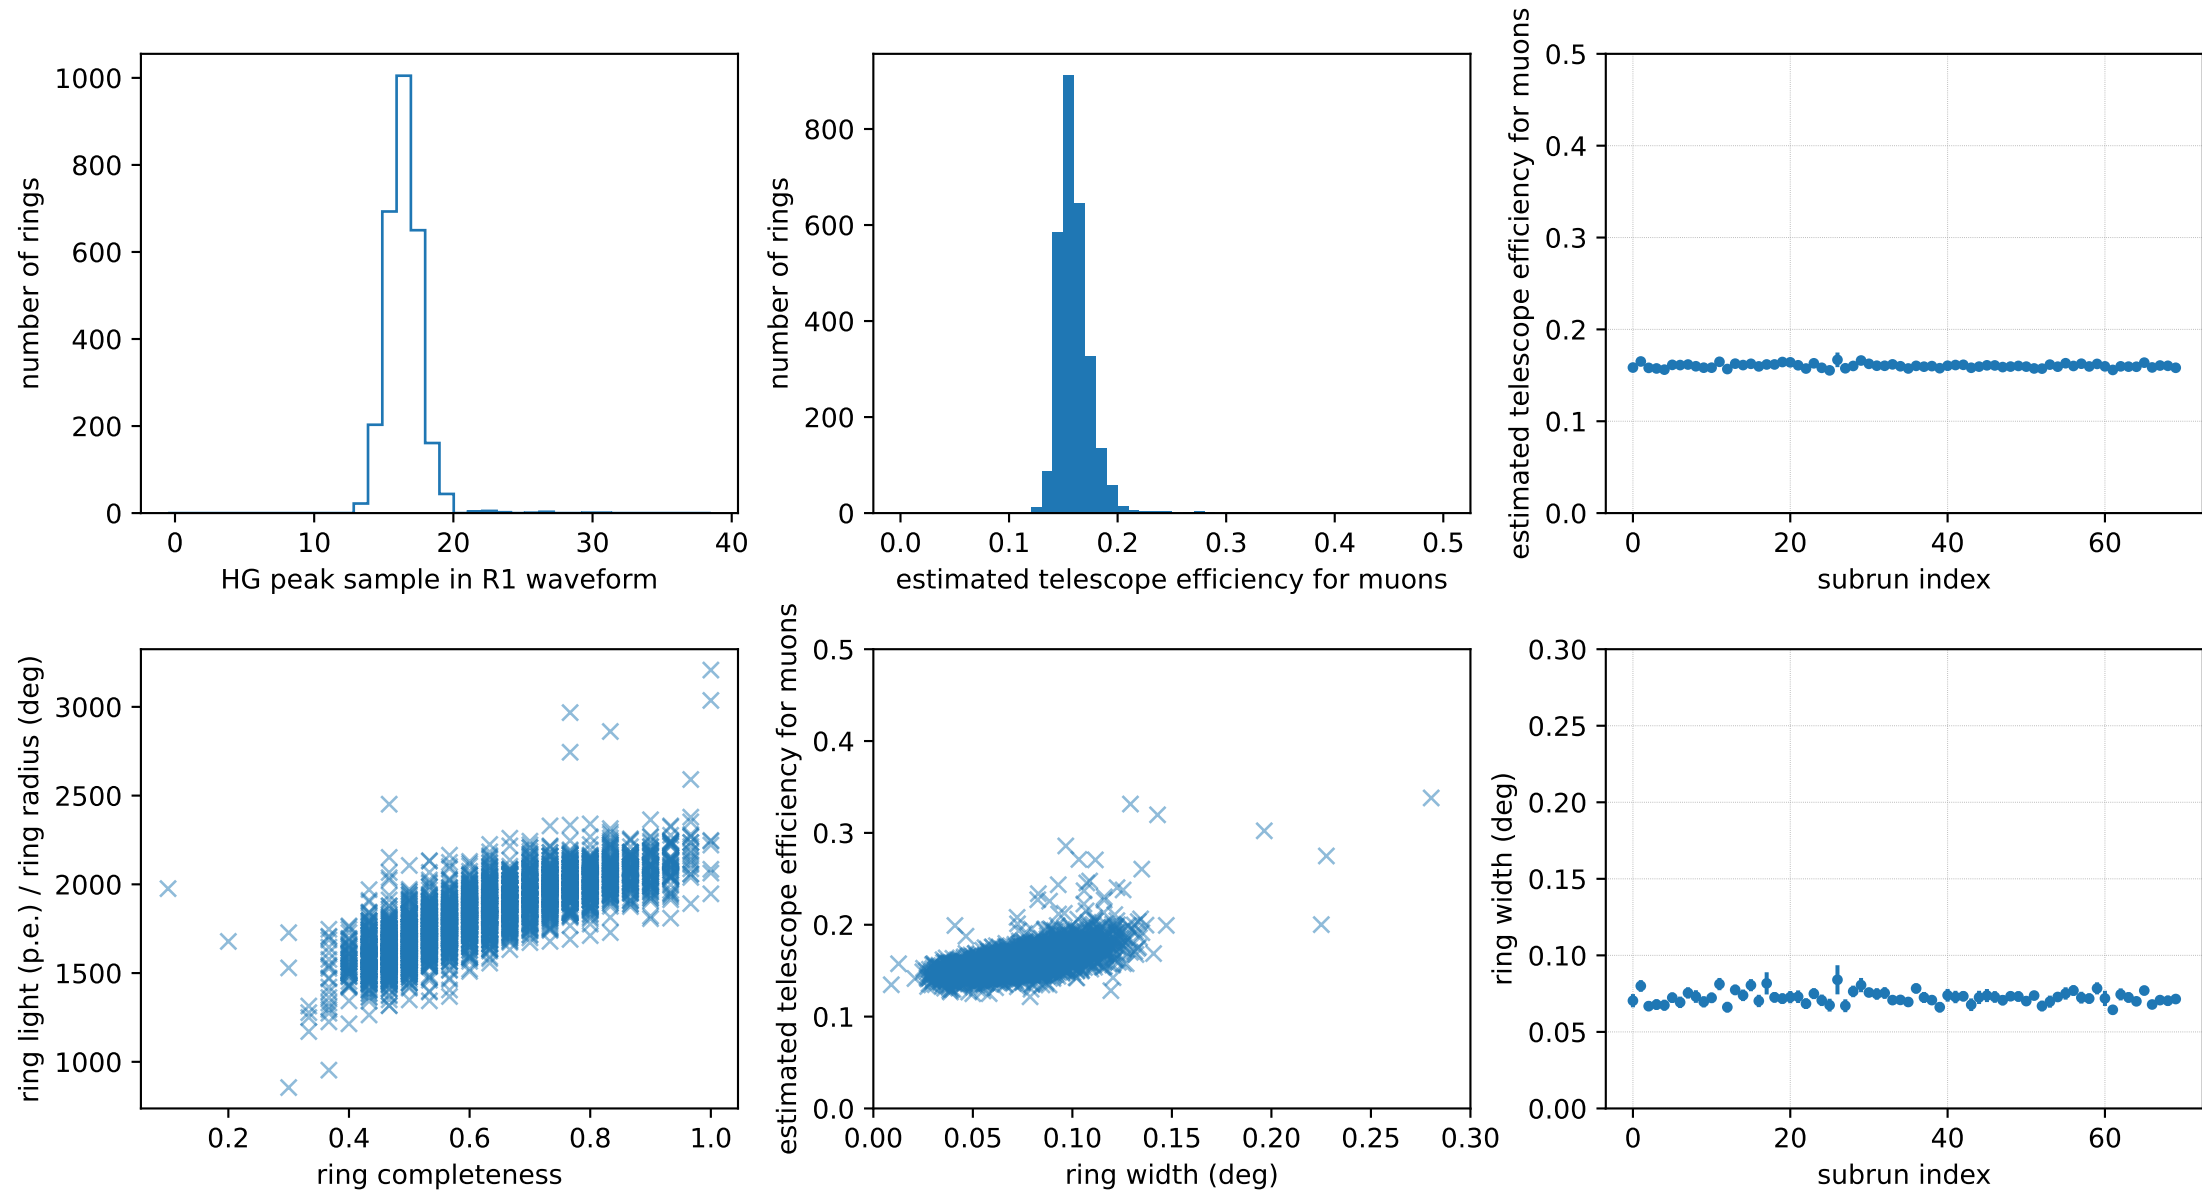 number of rings
1000
800
600
400
200
0
0 10 20 30 40
HG peak sample in R1 waveform
number of rings
800
600
400
200
0
0.0 0.1 0.2 0.3 0.4 0.5
estimated telescope efficiency for muons
estimated telescope efficiency for muons
0.5
0.4
0.3
0.2
0.1
0.0
0 20 40 60
subrun index
ring light (p.e.) / ring radius (deg)
3000
2500
2000
1500
1000
0.2 0.4 0.6 0.8 1.0
ring completeness
estimated telescope efficiency for muons
0.5
0.4
0.3
0.2
0.1
0.0
0.00 0.05 0.10 0.15 0.20 0.25 0.30
ring width (deg)
ring width (deg)
0.30
0.25
0.20
0.15
0.10
0.05
0.00
0 20 40 60
subrun index